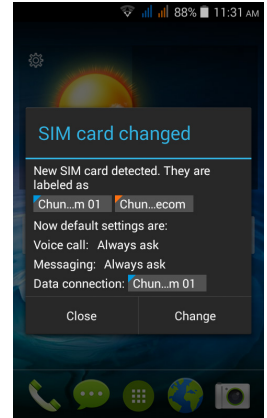 88% 11:31 AM
SIM card changed
New SIM card detected. They are
labeled as
Chun...m 01 Chun...ecom
Now default settings are:
Voice call: Always ask
Messaging: Always ask
Data connection: Chun...m 01
Close Change